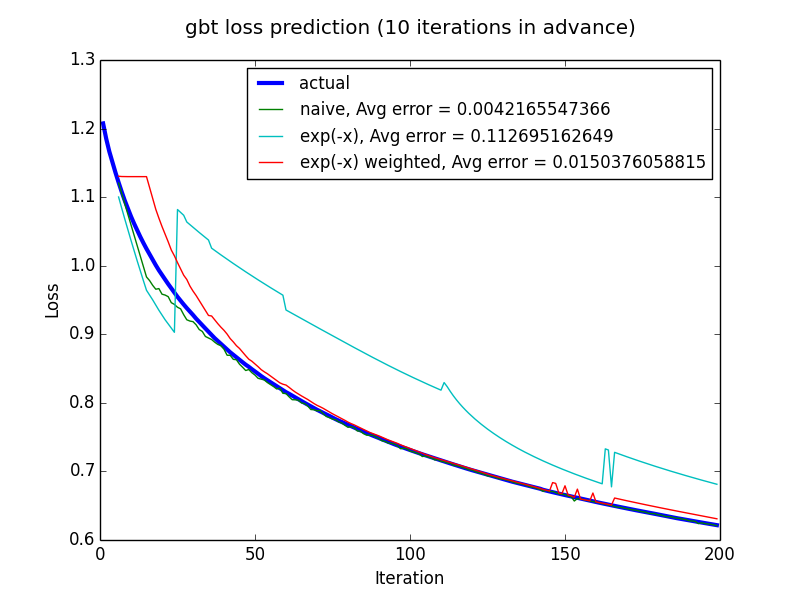 gbt loss prediction (10 iterations in advance)
actual
naive, Avg error = 0.0042165547366
exp(-x), Avg error = 0.112695162649
exp(-x) weighted, Avg error = 0.0150376058815
1.3
1.2
1.1
1.0
0.9
0.8
0.7
0.6
Loss
0 50 100 150 200
Iteration